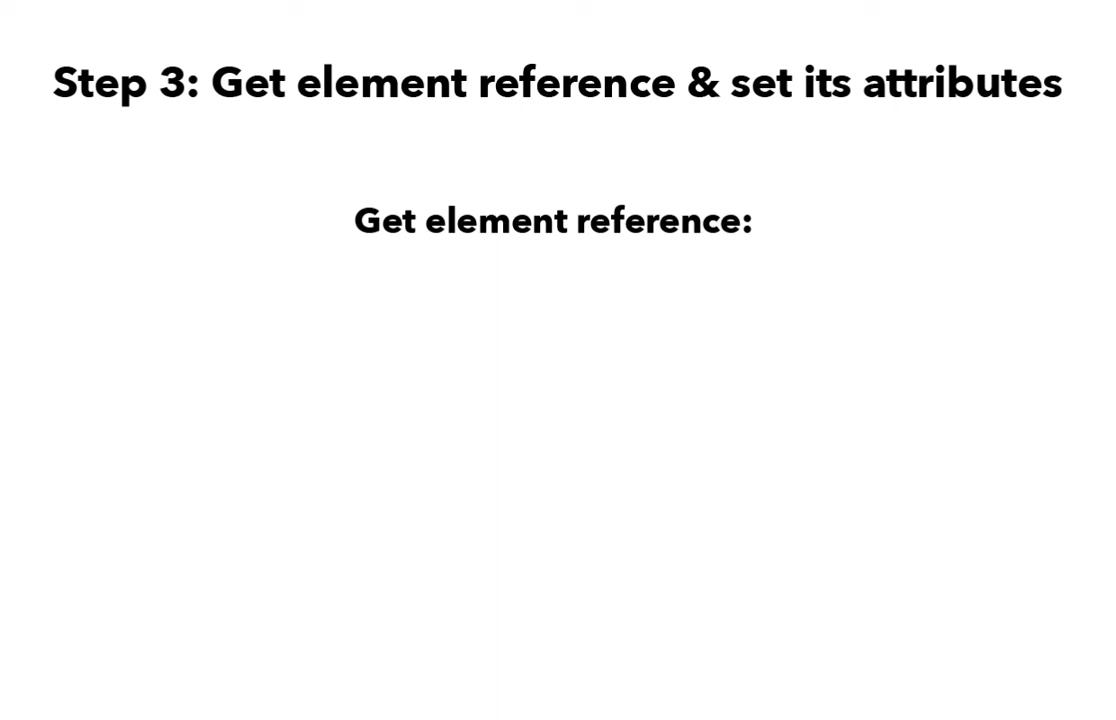 Step 3: Get element reference & set its attributes
Get element reference: